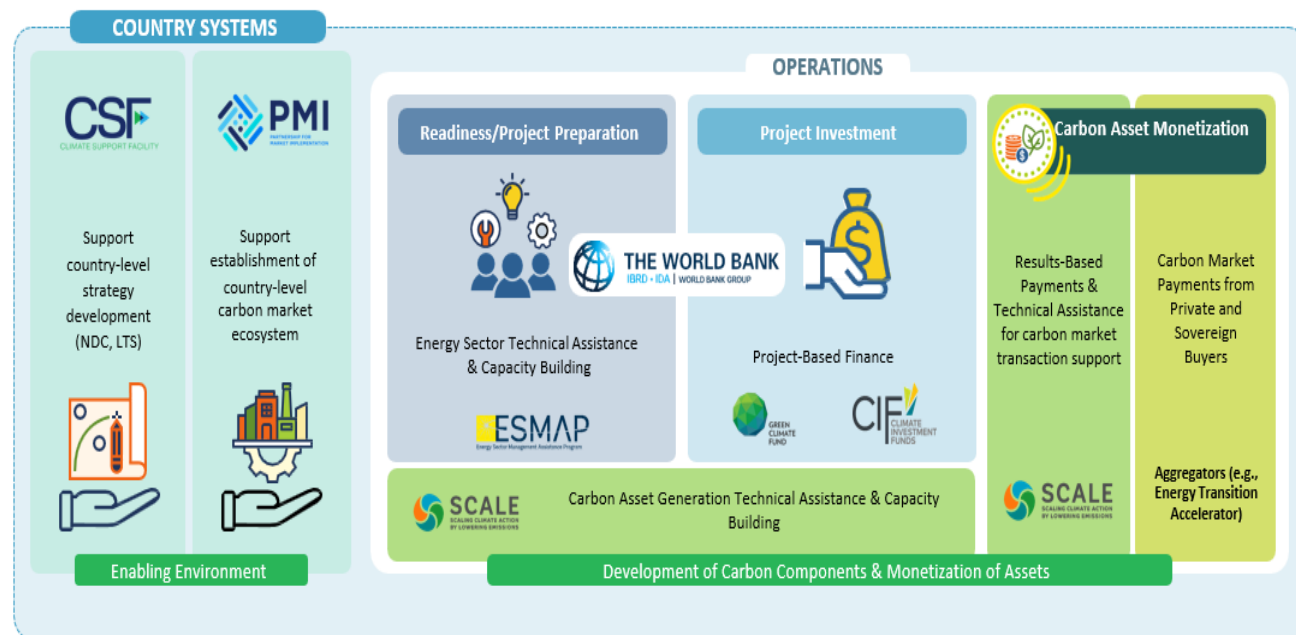 COUNTRY SYSTEMS
CSF
CLIMATE SUPPORT FACILITY
Support
country-level
strategy
development
(NDC, LTS)
PMI
PARTNERSHIP FOR
MARKET IMPLEMENTATION
Support
establishment of
country-level
carbon market
ecosystem
Enabling Environment
OPERATIONS
Readiness/Project Preparation
Project Investment
THE WORLD BANK
IBRD • IDA | WORLD BANK GROUP
Energy Sector Technical Assistance
& Capacity Building
ESMAP
Energy Sector Management Assistance Program
$
Project-Based Finance
GREEN
CLIMATE
FUND
CIF
CLIMATE
INVESTMENT
FUNDS
SCALE
SCALING CLIMATE ACTION
BY LOWERING EMISSIONS
Carbon Asset Generation Technical Assistance & Capacity
Building
$
Carbon Asset Monetization
Results-Based
Payments &
Technical Assistance
for carbon market
transaction support
SCALE
SCALING CLIMATE ACTION
BY LOWERING EMISSIONS
Carbon Market
Payments from
Private and
Sovereign
Buyers
Aggregators (e.g.,
Energy Transition
Accelerator)
Development of Carbon Components & Monetization of Assets